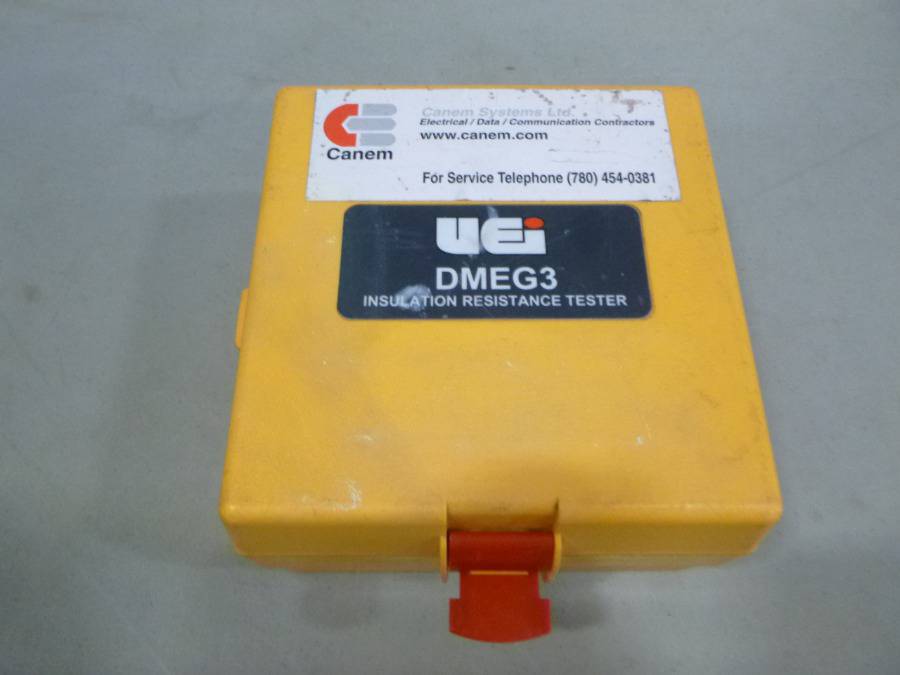 Canem Systems Ltd.
Electrical / Data / Communication Contractors
www.canem.com
Canem
For Service Telephone (780) 454-0381
UEi
DMEG3
INSULATION RESISTANCE TESTER